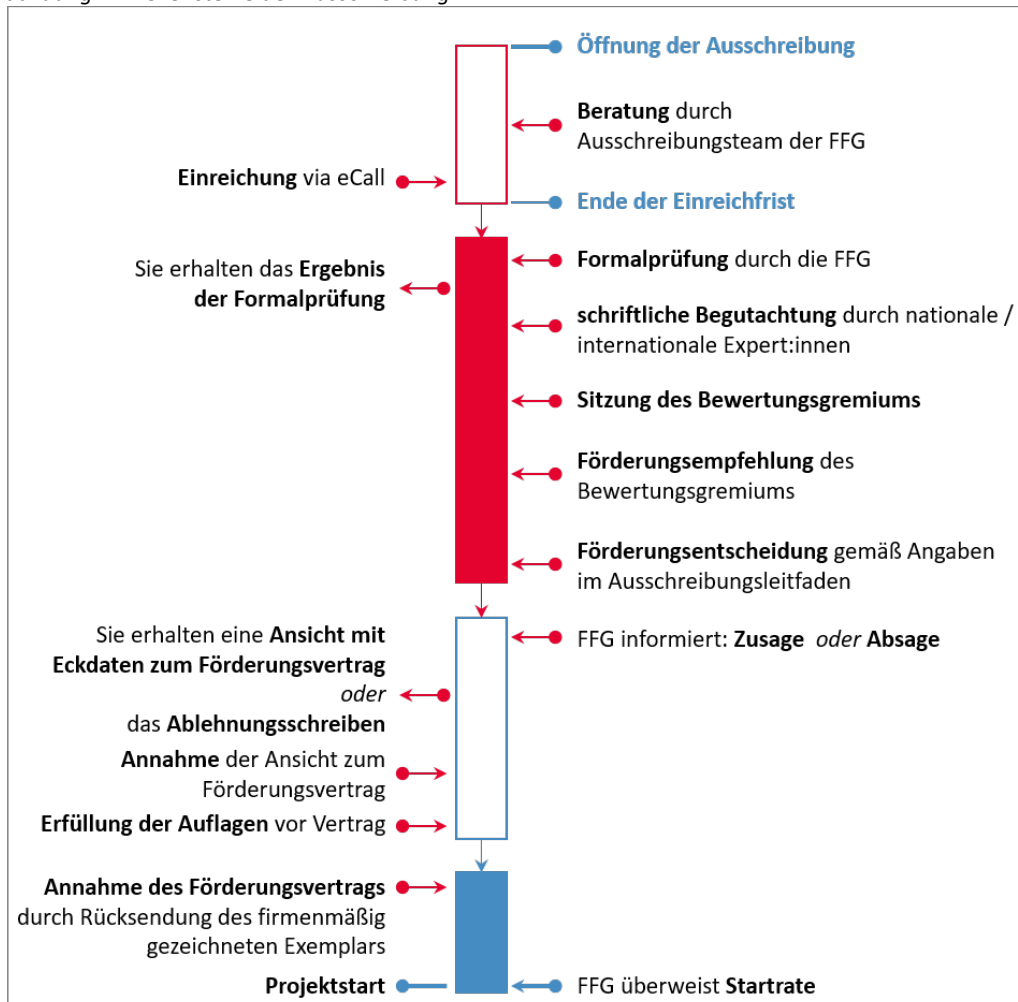 Öffnung der Ausschreibung
Beratung durch
Ausschreibungsteam der FFG
Einreichung via eCall
Ende der Einreichfrist
Formalprüfung durch die FFG
Sie erhalten das Ergebnis
der Formalprüfung
schriftliche Begutachtung durch nationale /
internationale Expert:innen
Sitzung des Bewertungsgremiums
Förderungsempfehlung des
Bewertungsgremiums
Förderungsentscheidung gemäß Angaben
im Ausschreibungsleitfaden
FFG informiert: Zusage oder Absage
Sie erhalten eine Ansicht mit
Eckdaten zum Förderungsvertrag
oder
das Ablehnungsschreiben
Annahme der Ansicht zum
Förderungsvertrag
Erfüllung der Auflagen vor Vertrag
Annahme des Förderungsvertrags
durch Rücksendung des firmenmäßig
gezeichneten Exemplars
Projektstart
FFG überweist Startrate